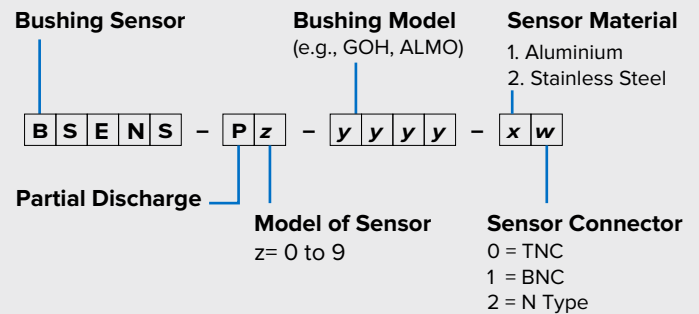 Bushing Sensor
Bushing Model
(e.g., GOH, ALMO)
Sensor Material
1. Aluminium
2. Stainless Steel
B S E N S – P z – y y y y – x w
Partial Discharge
Model of Sensor
z= 0 to 9
Sensor Connector
0 = TNC
1 = BNC
2 = N Type